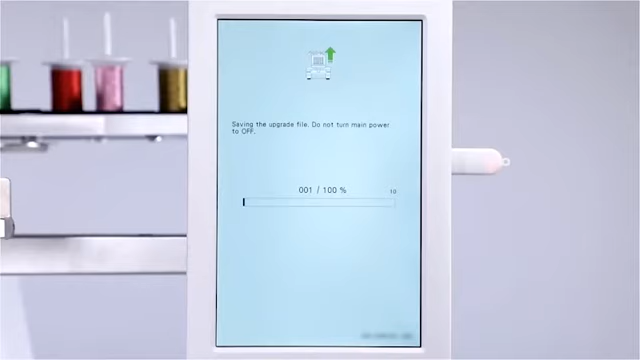 Saving the upgrade file. Do not turn main power
to OFF.
001 / 100 %
10